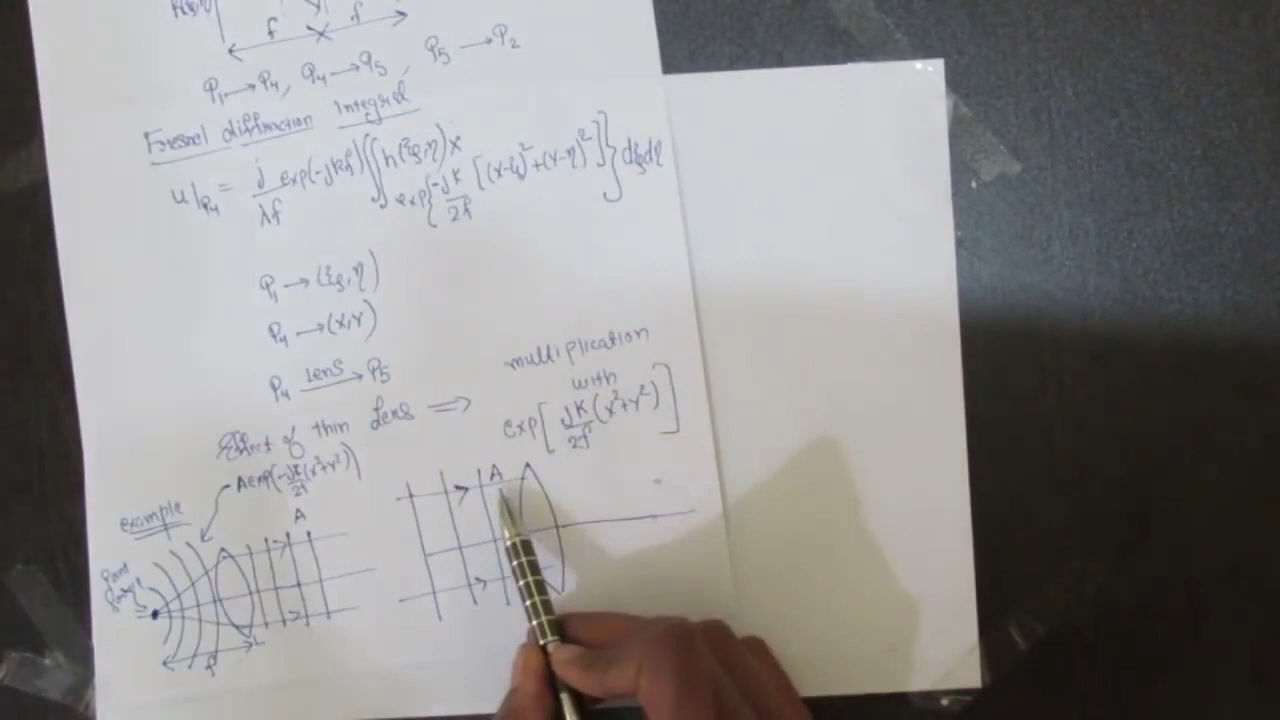 f f
P₁ → P₄, P₄ → P₅, P₅ → P₂
Fresnel diffraction Integral
u|P₄ = j/λf exp(-jkf) ∫∫ h(ξ,η) x
exp{-jk/2f [(x-ξ)²+(Y-η)²]} dξdη
P₁ → (ξ,η)
P₄ → (x,Y)
P₄ Lens→ P₅
Effect of thin Lens ⟹ multiplication
with
exp[jk/2f (x²+Y²)]
A exp(-jk/2f (x²+Y²))
example
A
A
Point
Source
f
L